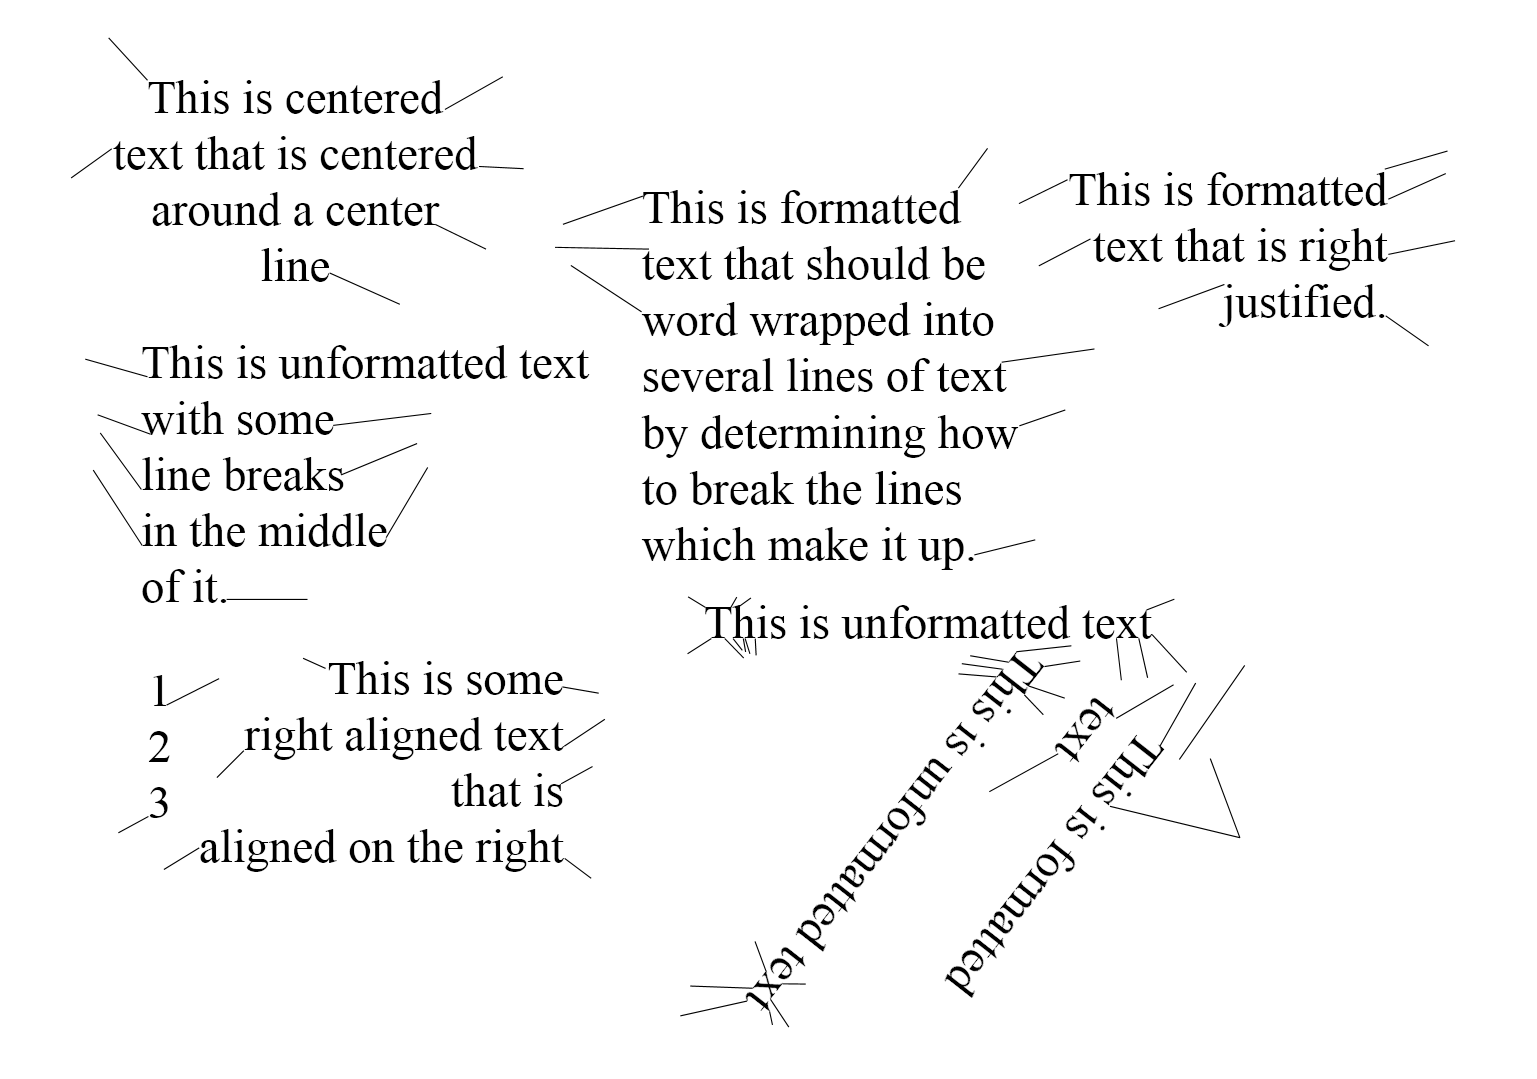 This is centered
text that is centered
around a center
line
This is unformatted text
with some
line breaks
in the middle
of it.
1
2
3
This is some
right aligned text
that is
aligned on the right
This is formatted
text that should be
word wrapped into
several lines of text
by determining how
to break the lines
which make it up.
This is formatted
text that is right
justified.
This is unformatted text
This is unformatted text
This is formatted
text